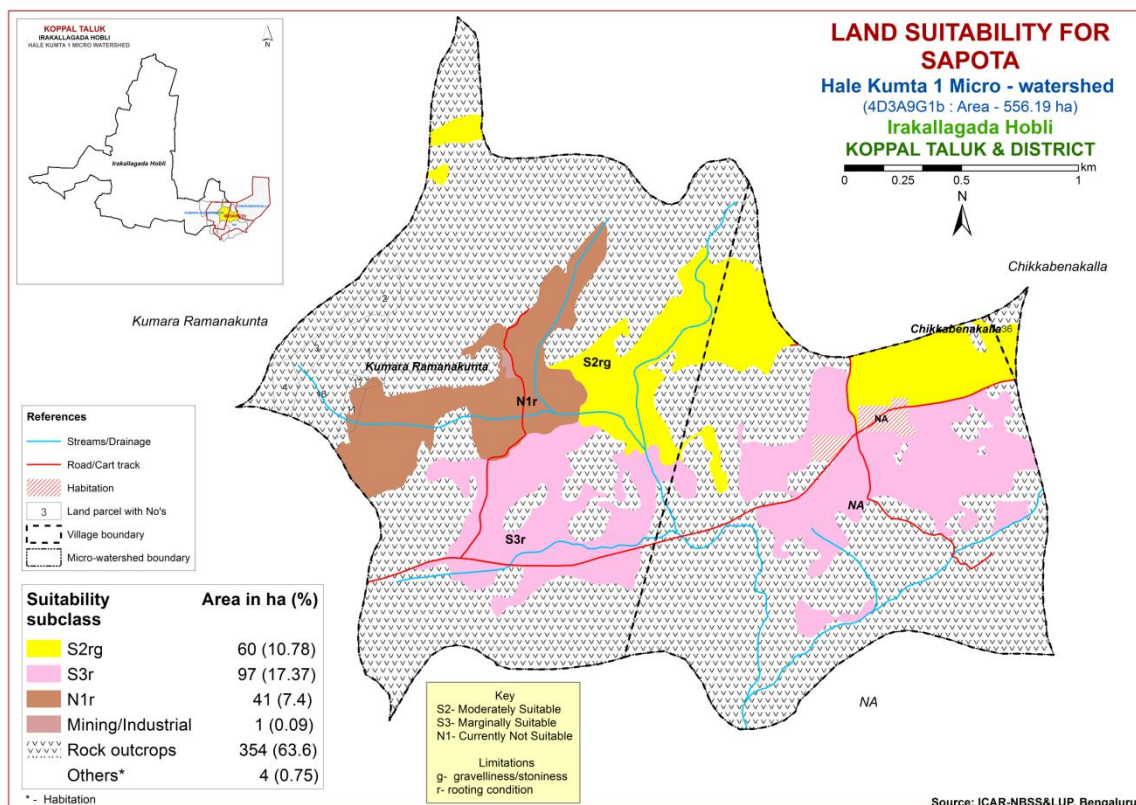 KOPPAL TALUK
IRAKALLAGADA HOBLI
HALE KUMTA 1 MICRO WATERSHED
N
Irakallagada Hobli
LAND SUITABILITY FOR
SAPOTA
Hale Kumta 1 Micro - watershed
(4D3A9G1b : Area - 556.19 ha)
Irakallagada Hobli
KOPPAL TALUK & DISTRICT
km
0 0.25 0.5 1
N
Chikkabenakalla
Kumara Ramanakunta
2
3
4
Chikkabenakalla
36
S2rg
Kumara Ramanakunta
N1r
NA
NA
S3r
NA
References
Streams/Drainage
Road/Cart track
Habitation
3 Land parcel with No's
Village boundary
Micro-watershed boundary
Suitability subclass Area in ha (%)
S2rg 60 (10.78)
S3r 97 (17.37)
N1r 41 (7.4)
Mining/Industrial 1 (0.09)
Rock outcrops 354 (63.6)
Others* 4 (0.75)
* - Habitation
Key
S2- Moderately Suitable
S3- Marginally Suitable
N1- Currently Not Suitable
Limitations
g- gravelliness/stoniness
r- rooting condition
Source: ICAR-NBSS&LUP, Bengaluru